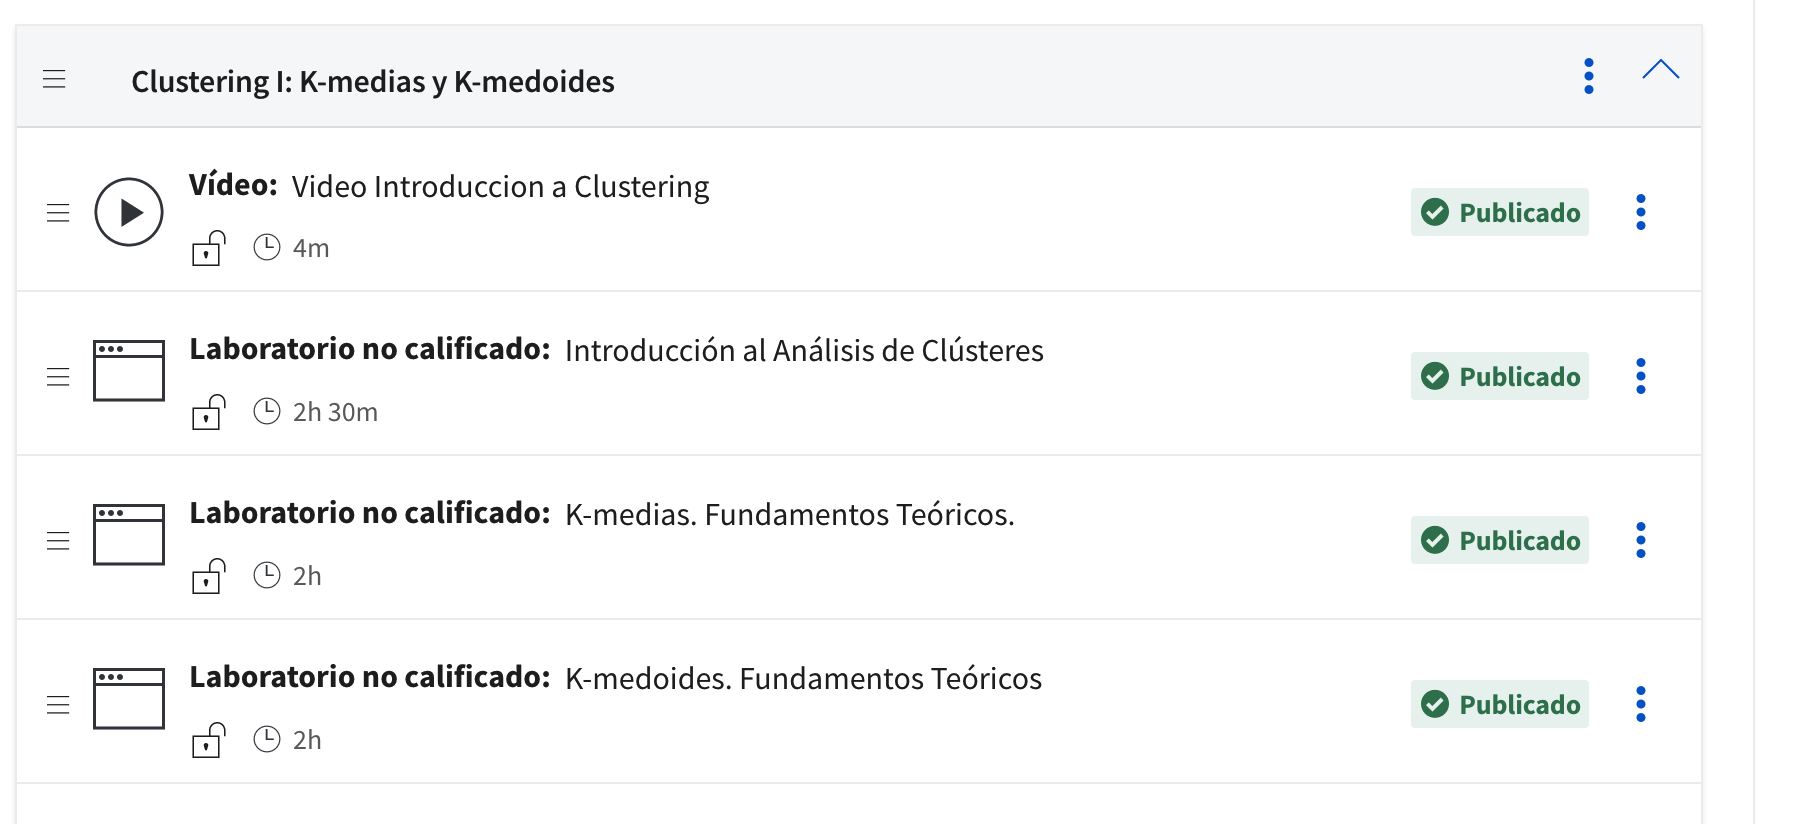 Clustering I: K-medias y K-medoides
Vídeo: Video Introduccion a Clustering
Publicado
4m
Laboratorio no calificado: Introducción al Análisis de Clústeres
Publicado
2h 30m
Laboratorio no calificado: K-medias. Fundamentos Teóricos.
Publicado
2h
Laboratorio no calificado: K-medoides. Fundamentos Teóricos
Publicado
2h